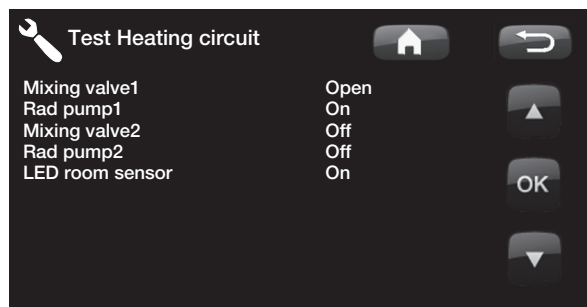 Test Heating circuit
Mixing valve1 Open
Rad pump1 On
Mixing valve2 Off
Rad pump2 Off
LED room sensor On
OK